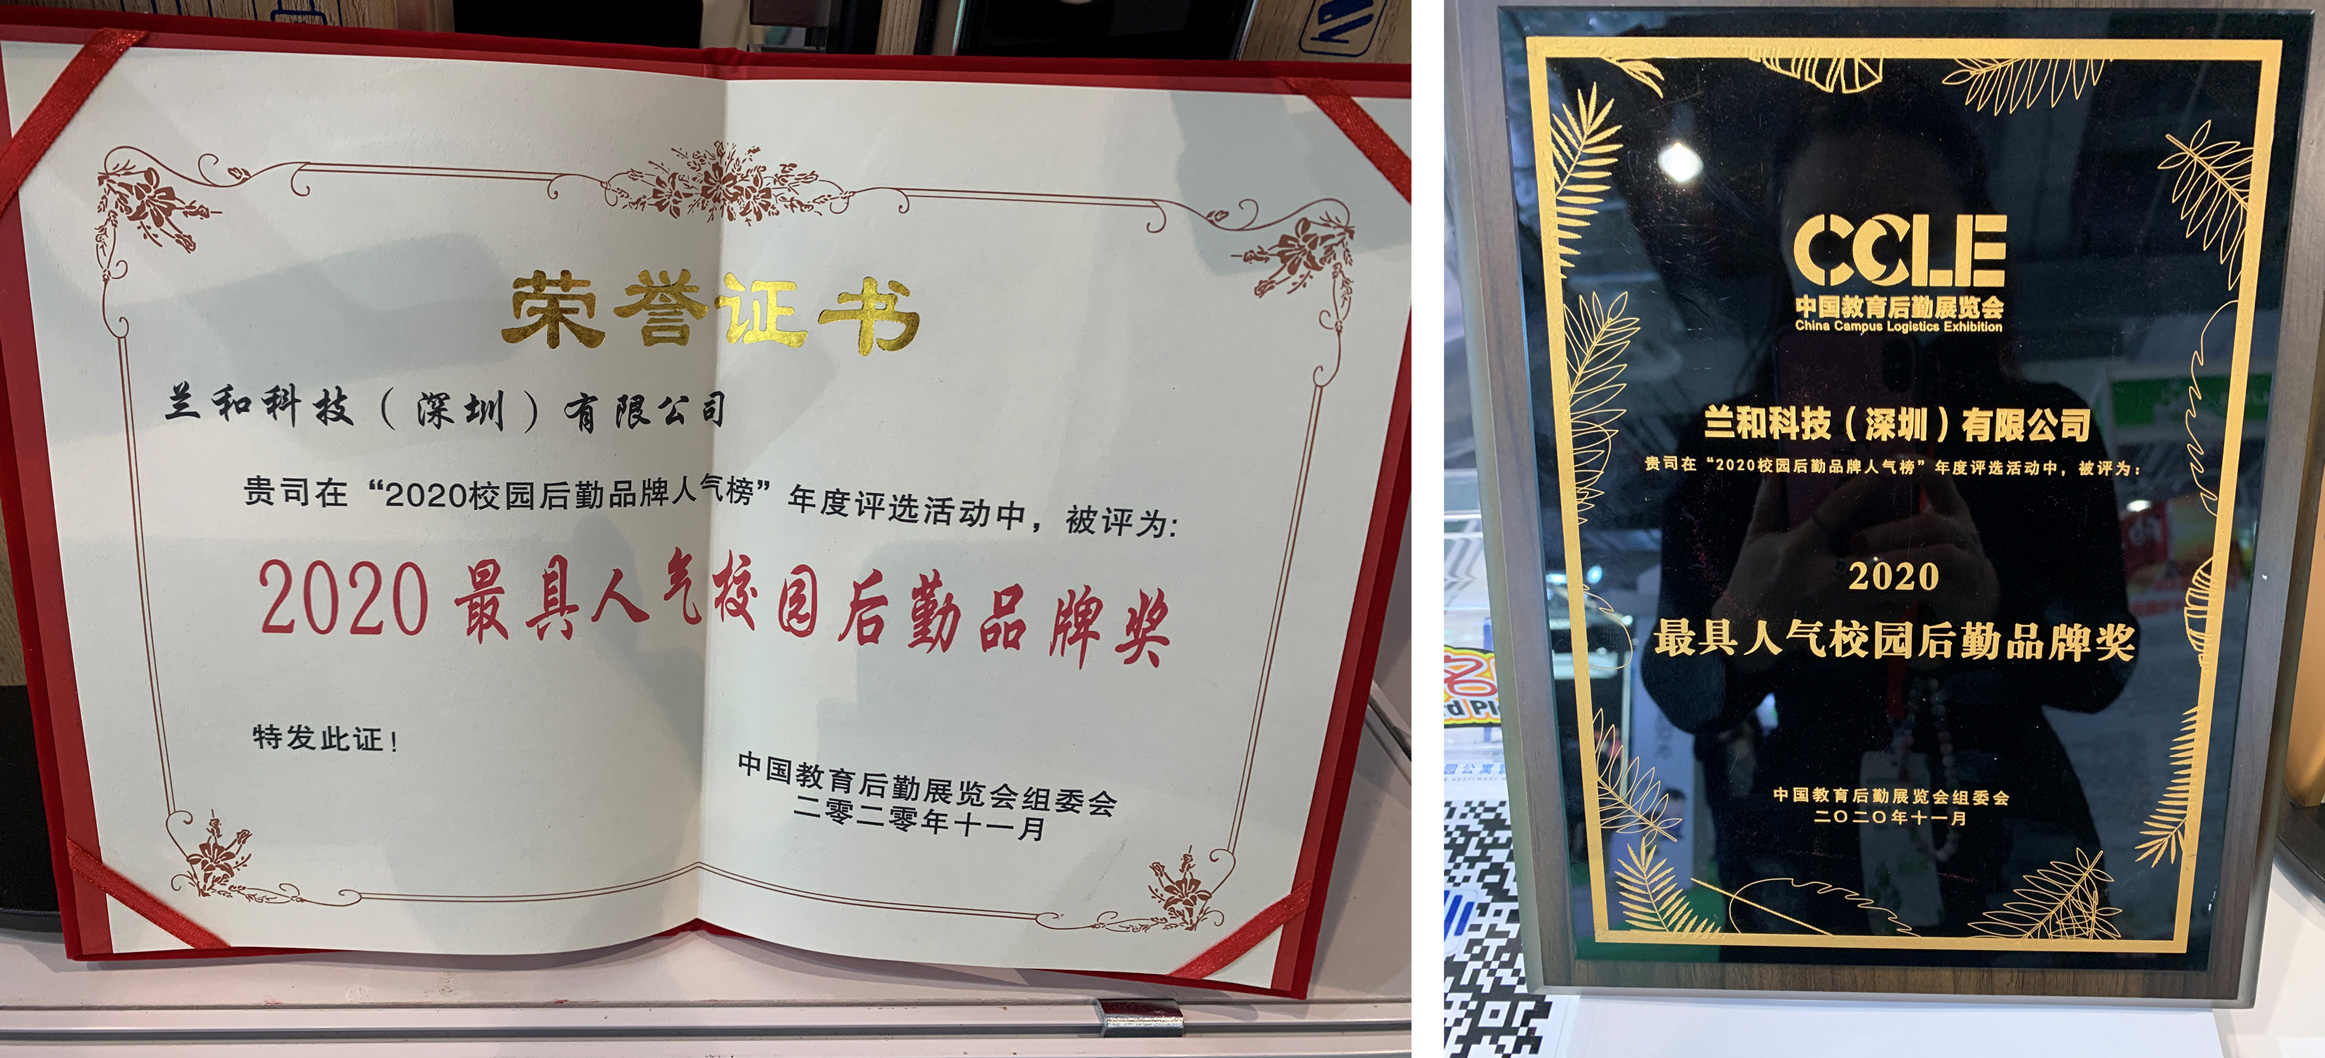 荣誉证书
兰和科技（深圳）有限公司
贵司在“2020校园后勤品牌人气榜”年度评选活动中，被评为:
2020最具人气校园后勤品牌奖
特发此证！
中国教育后勤展览会组委会
二零二零年十一月
CCLE
中国教育后勤展览会
China Campus Logistics Exhibition
兰和科技（深圳）有限公司
贵司在“2020校园后勤品牌人气榜”年度评选活动中，被评为：
2020
最具人气校园后勤品牌奖
中国教育后勤展览会组委会
二〇二〇年十一月